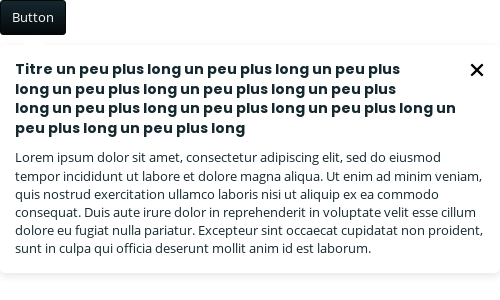 Button
Titre un peu plus long un peu plus long un peu plus
long un peu plus long un peu plus long un peu plus
long un peu plus long un peu plus long un peu plus long un
peu plus long un peu plus long
Lorem ipsum dolor sit amet, consectetur adipiscing elit, sed do eiusmod
tempor incididunt ut labore et dolore magna aliqua. Ut enim ad minim veniam,
quis nostrud exercitation ullamco laboris nisi ut aliquip ex ea commodo
consequat. Duis aute irure dolor in reprehenderit in voluptate velit esse cillum
dolore eu fugiat nulla pariatur. Excepteur sint occaecat cupidatat non proident,
sunt in culpa qui officia deserunt mollit anim id est laborum.